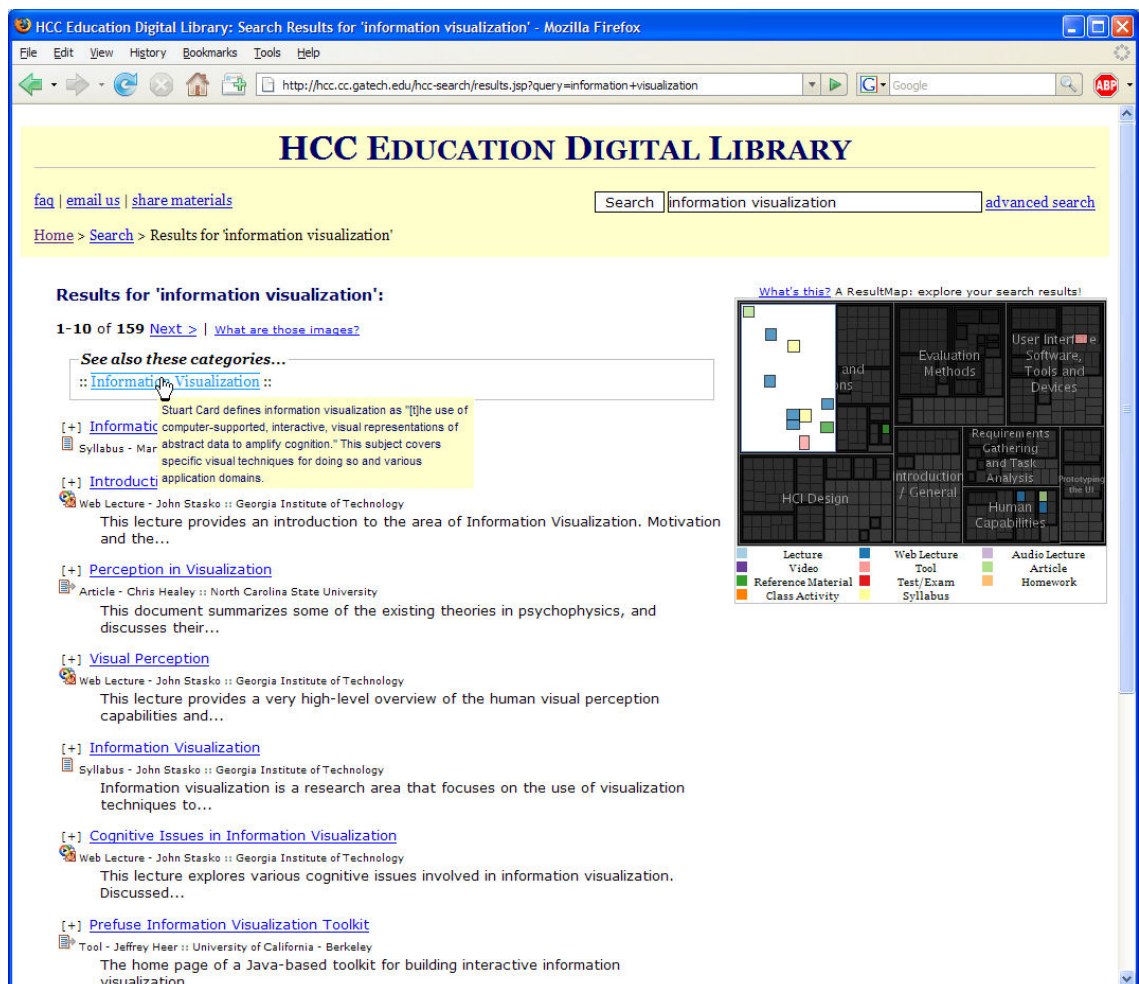 HCC Education Digital Library: Search Results for 'information visualization' - Mozilla Firefox
File Edit View History Bookmarks Tools Help
http://hcc.cc.gatech.edu/hcc-search/results.jsp?query=information+visualization
G Google
ABP
HCC EDUCATION DIGITAL LIBRARY
faq | email us | share materials
Search information visualization advanced search
Home > Search > Results for 'information visualization'
Results for 'information visualization':
1-10 of 159 Next > | What are those images?
See also these categories...
:: Information Visualization ::
Stuart Card defines information visualization as "[t]he use of
computer-supported, interactive, visual representations of
abstract data to amplify cognition." This subject covers
specific visual techniques for doing so and various
application domains.
[+] Informatio
Syllabus - Mar
[+] Introducti
Web Lecture - John Stasko :: Georgia Institute of Technology
This lecture provides an introduction to the area of Information Visualization. Motivation
and the...
[+] Perception in Visualization
Article - Chris Healey :: North Carolina State University
This document summarizes some of the existing theories in psychophysics, and
discusses their...
[+] Visual Perception
Web Lecture - John Stasko :: Georgia Institute of Technology
This lecture provides a very high-level overview of the human visual perception
capabilities and...
[+] Information Visualization
Syllabus - John Stasko :: Georgia Institute of Technology
Information visualization is a research area that focuses on the use of visualization
techniques to...
[+] Cognitive Issues in Information Visualization
Web Lecture - John Stasko :: Georgia Institute of Technology
This lecture explores various cognitive issues involved in information visualization.
Discussed...
[+] Prefuse Information Visualization Toolkit
Tool - Jeffrey Heer :: University of California - Berkeley
The home page of a Java-based toolkit for building interactive information
visualization
What's this? A ResultMap: explore your search results!
and
ns
Evaluation
Methods
User Interface
Software,
Tools and
Devices
HCI Design
Introduction
/ General
Requirements
Gathering
and Task
Analysis
Prototyping
the UI
Human
Capabilities
Lecture Web Lecture Audio Lecture
Video Tool Article
Reference Material Test/Exam Homework
Class Activity Syllabus